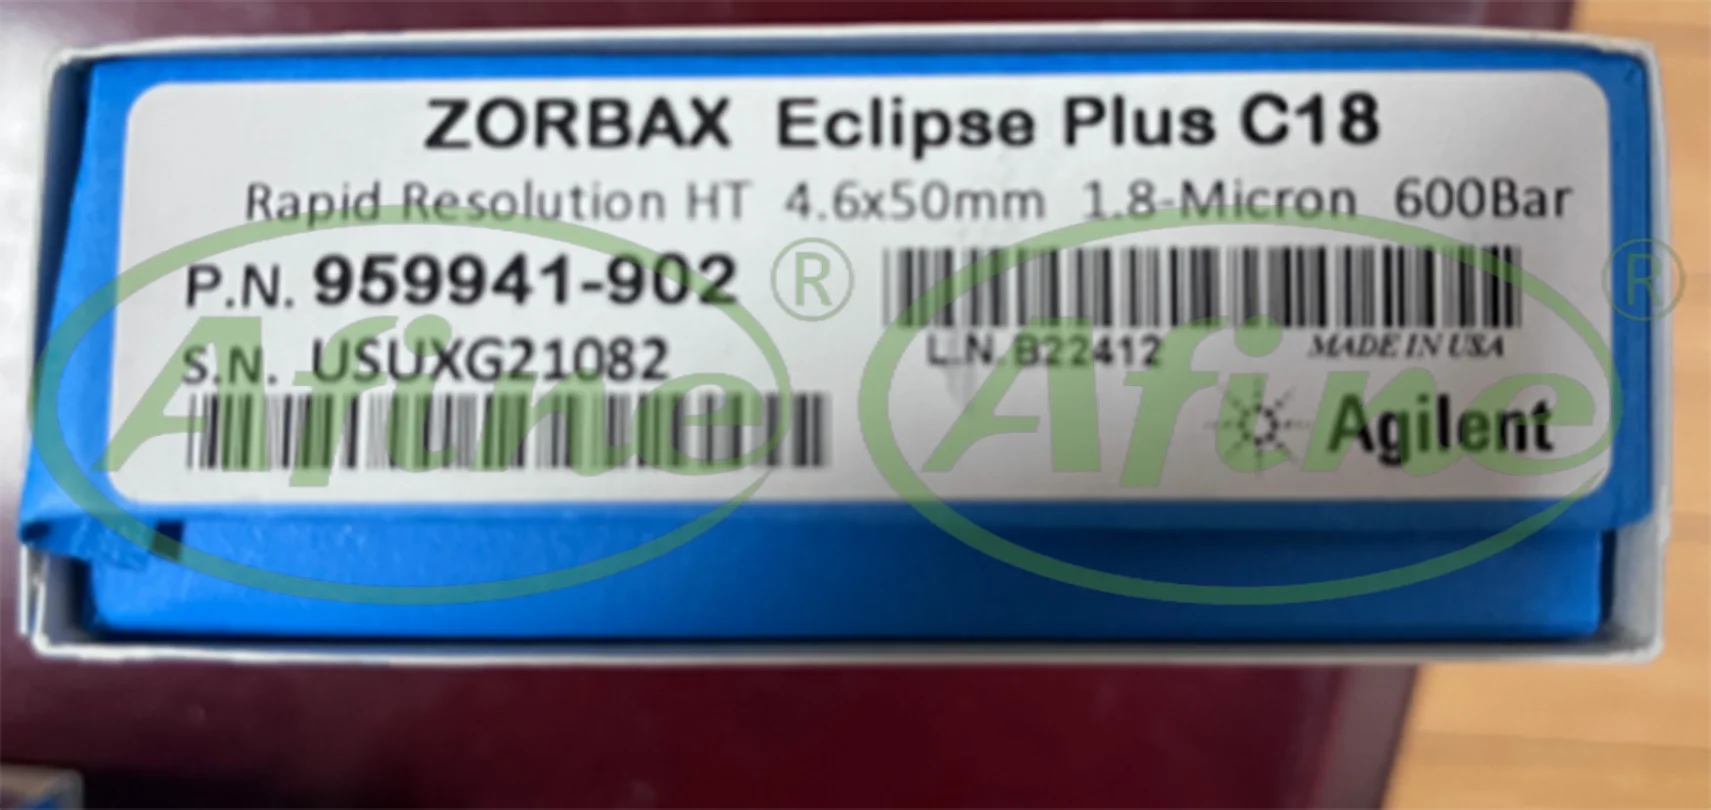 ZORBAX Eclipse Plus C18
Rapid Resolution HT 4.6x50mm 1.8-Micron 600Bar
P.N. 959941-902
S.N. USUXG21082
L.N. B22412
MADE IN USA
Agilent
Afine ®
Afine ®